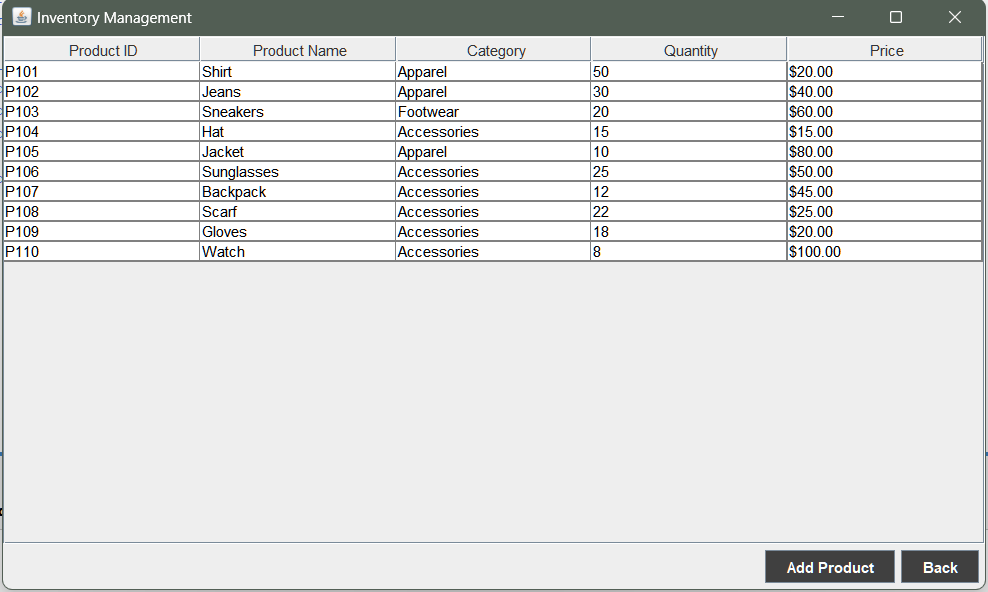 Inventory Management
Product ID Product Name Category Quantity Price
P101 Shirt Apparel 50 $20.00
P102 Jeans Apparel 30 $40.00
P103 Sneakers Footwear 20 $60.00
P104 Hat Accessories 15 $15.00
P105 Jacket Apparel 10 $80.00
P106 Sunglasses Accessories 25 $50.00
P107 Backpack Accessories 12 $45.00
P108 Scarf Accessories 22 $25.00
P109 Gloves Accessories 18 $20.00
P110 Watch Accessories 8 $100.00
Add Product Back